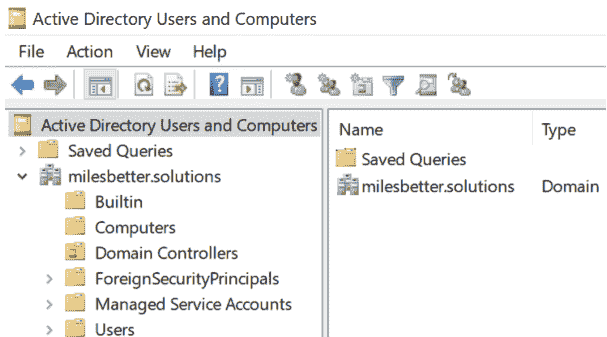 Active Directory Users and Computers
File Action View Help
Active Directory Users and Computers
Saved Queries
milesbetter.solutions
Builtin
Computers
Domain Controllers
ForeignSecurityPrincipals
Managed Service Accounts
Users
Name Type
Saved Queries
milesbetter.solutions Domain